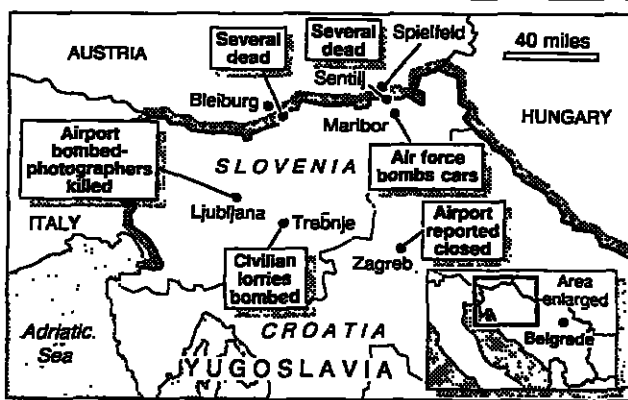 AUSTRIA
Several
dead
Several
dead
Spielfeld
40 miles
Sentilj
Bleiburg
HUNGARY
Maribor
Airport
bombed-
photographers
killed
SLOVENIA
Air force
bombs cars
ITALY
Ljubljana
Trebnje
Airport
reported
closed
Zagreb
Civilian
lorries
bombed
Area
enlarged
Belgrade
Adriatic
Sea
CROATIA
YUGOSLAVIA